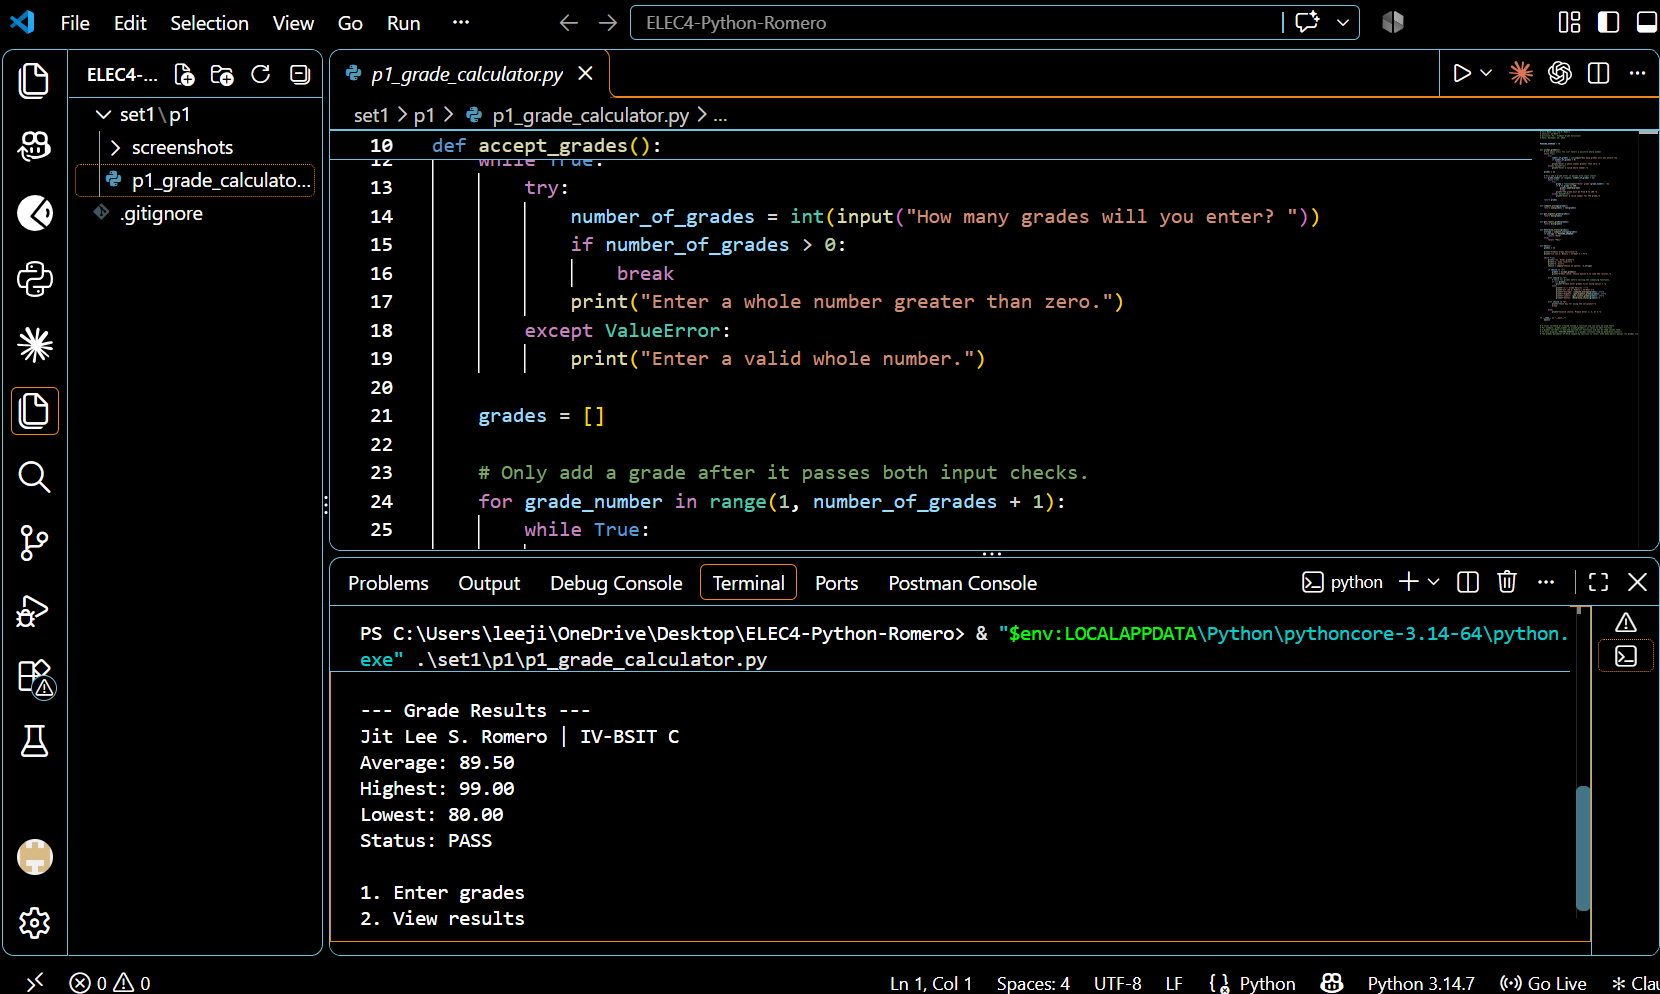 File Edit Selection View Go Run ···
ELEC4-Python-Romero
ELEC4-...
set1\p1
screenshots
p1_grade_calculato...
.gitignore
p1_grade_calculator.py
set1 > p1 > p1_grade_calculator.py > ...
10 def accept_grades():
12 while True:
13 try:
14 number_of_grades = int(input("How many grades will you enter? "))
15 if number_of_grades > 0:
16 break
17 print("Enter a whole number greater than zero.")
18 except ValueError:
19 print("Enter a valid whole number.")
20
21 grades = []
22
23 # Only add a grade after it passes both input checks.
24 for grade_number in range(1, number_of_grades + 1):
25 while True:
Problems Output Debug Console Terminal Ports Postman Console
python
PS C:\Users\leeji\OneDrive\Desktop\ELEC4-Python-Romero> & "$env:LOCALAPPDATA\Python\pythoncore-3.14-64\python.
exe" .\set1\p1\p1_grade_calculator.py
--- Grade Results ---
Jit Lee S. Romero | IV-BSIT C
Average: 89.50
Highest: 99.00
Lowest: 80.00
Status: PASS
1. Enter grades
2. View results
0 0
Ln 1, Col 1 Spaces: 4 UTF-8 LF Python Python 3.14.7 Go Live Clau